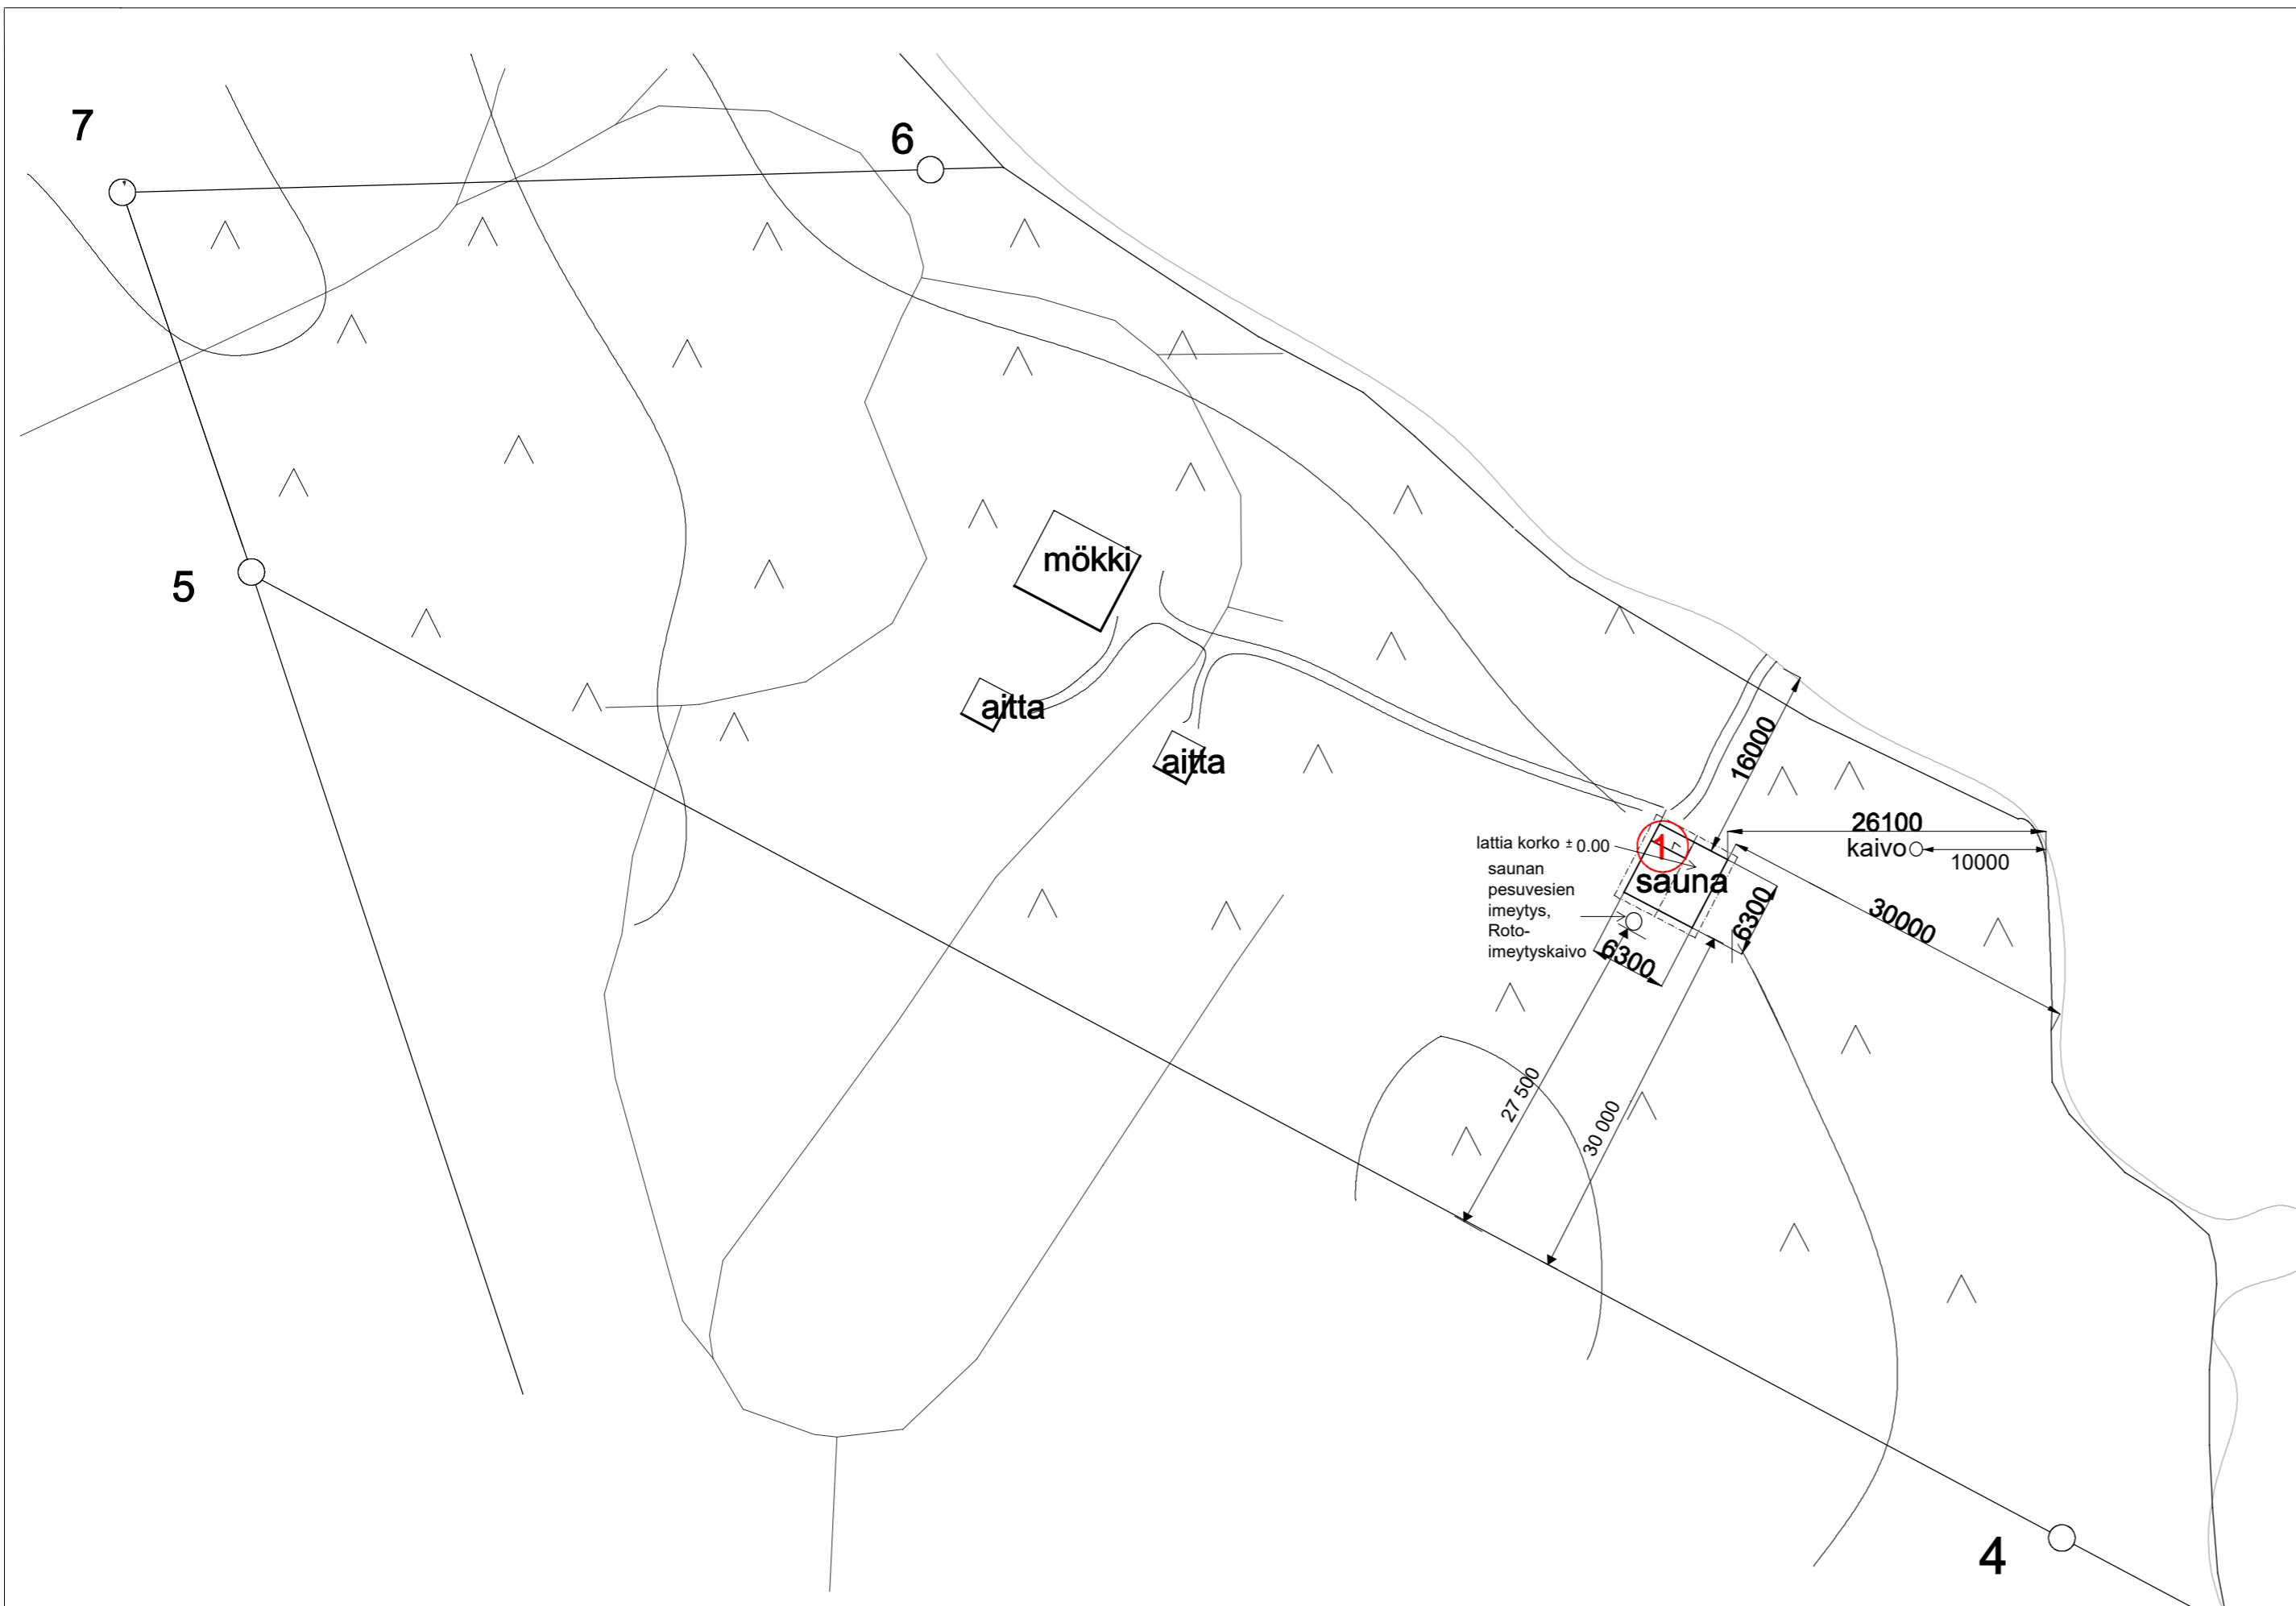 7
6
5
mökki
aitta
aitta
16000
26100
kaivo
10000
lattia korko ± 0.00
1
saunan
pesuvesien
imeytys,
Roto-
imeytyskaivo
sauna
6300
6300
30000
27 500
30 000
4